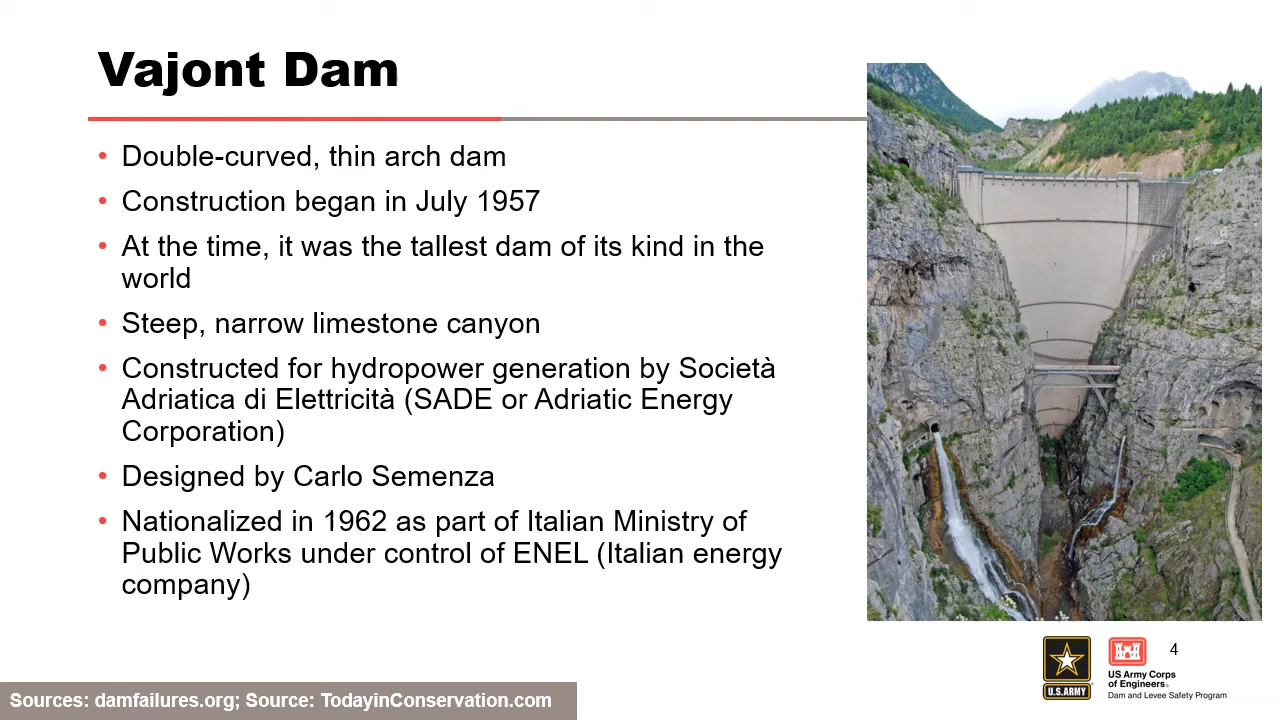 Vajont Dam
• Double-curved, thin arch dam
• Construction began in July 1957
• At the time, it was the tallest dam of its kind in the
world
• Steep, narrow limestone canyon
• Constructed for hydropower generation by Società
Adriatica di Elettricità (SADE or Adriatic Energy
Corporation)
• Designed by Carlo Semenza
• Nationalized in 1962 as part of Italian Ministry of
Public Works under control of ENEL (Italian energy
company)
4
U.S.ARMY
US Army Corps
of Engineers®
Dam and Levee Safety Program
Sources: damfailures.org; Source: TodayinConservation.com